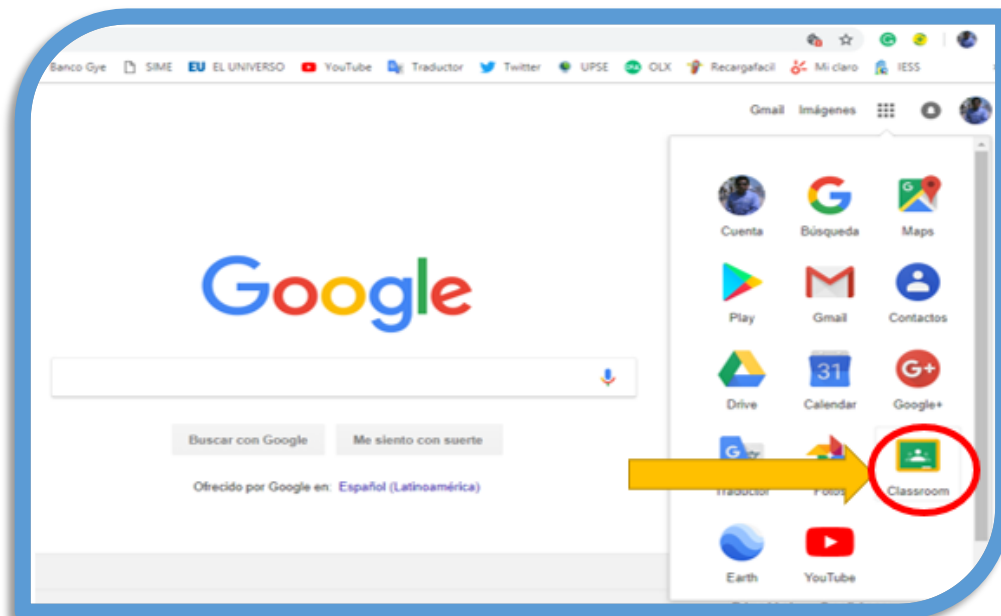 Banco Gye SIME EU EL UNIVERSO YouTube Traductor Twitter UPSE OLX Recargafacil Mi claro IESS
Gmail Imágenes
Google
Buscar con Google Me siento con suerte
Ofrecido por Google en: Español (Latinoamérica)
Cuenta Búsqueda Maps
Play Gmail Contactos
31 G+
Drive Calendar Google+
Traductor Fotos Classroom
Earth YouTube